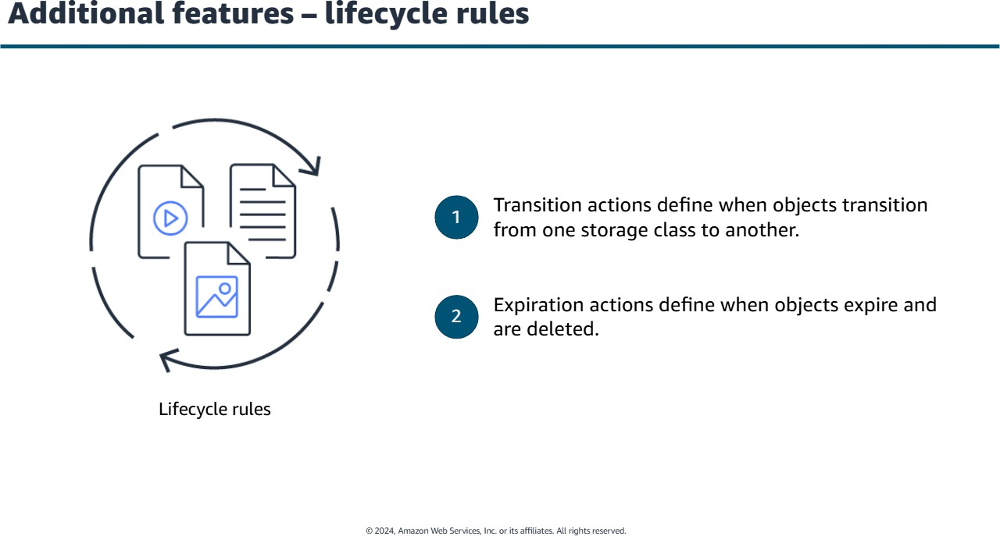 Additional features – lifecycle rules
1
Transition actions define when objects transition
from one storage class to another.
2
Expiration actions define when objects expire and
are deleted.
Lifecycle rules
© 2024, Amazon Web Services, Inc. or its affiliates. All rights reserved.